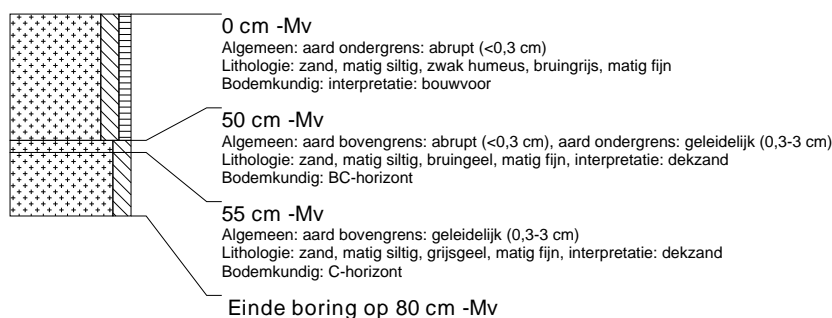 0 cm -Mv
Algemeen: aard ondergrens: abrupt (<0,3 cm)
Lithologie: zand, matig siltig, zwak humeus, bruingrijs, matig fijn
Bodemkundig: interpretatie: bouwvoor
50 cm -Mv
Algemeen: aard bovengrens: abrupt (<0,3 cm), aard ondergrens: geleidelijk (0,3-3 cm)
Lithologie: zand, matig siltig, bruingeel, matig fijn, interpretatie: dekzand
Bodemkundig: BC-horizont
55 cm -Mv
Algemeen: aard bovengrens: geleidelijk (0,3-3 cm)
Lithologie: zand, matig siltig, grijsgeel, matig fijn, interpretatie: dekzand
Bodemkundig: C-horizont
Einde boring op 80 cm -Mv